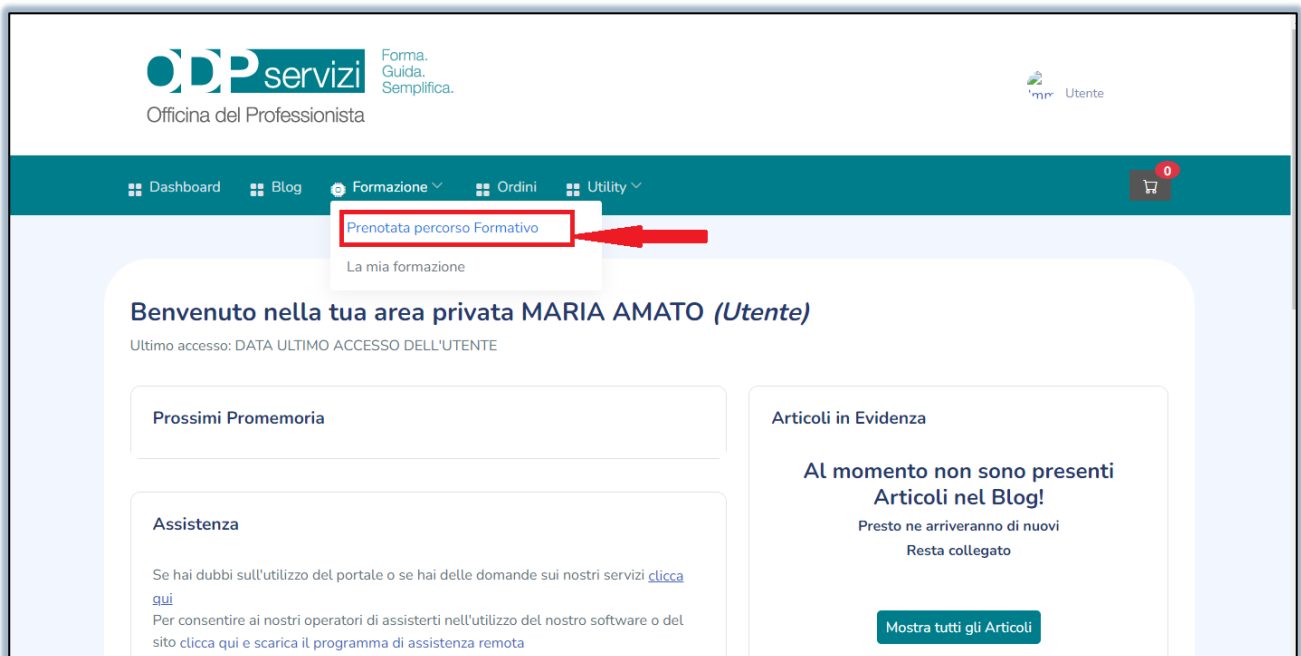 ODP servizi
Forma.
Guida.
Semplifica.
Officina del Professionista
Utente
Dashboard
Blog
Formazione
Ordini
Utility
0
Prenotata percorso Formativo
La mia formazione
Benvenuto nella tua area privata MARIA AMATO (Utente)
Ultimo accesso: DATA ULTIMO ACCESSO DELL'UTENTE
Prossimi Promemoria
Assistenza
Se hai dubbi sull'utilizzo del portale o se hai delle domande sui nostri servizi clicca
qui
Per consentire ai nostri operatori di assisterti nell'utilizzo del nostro software o del
sito clicca qui e scarica il programma di assistenza remota
Articoli in Evidenza
Al momento non sono presenti
Articoli nel Blog!
Presto ne arriveranno di nuovi
Resta collegato
Mostra tutti gli Articoli